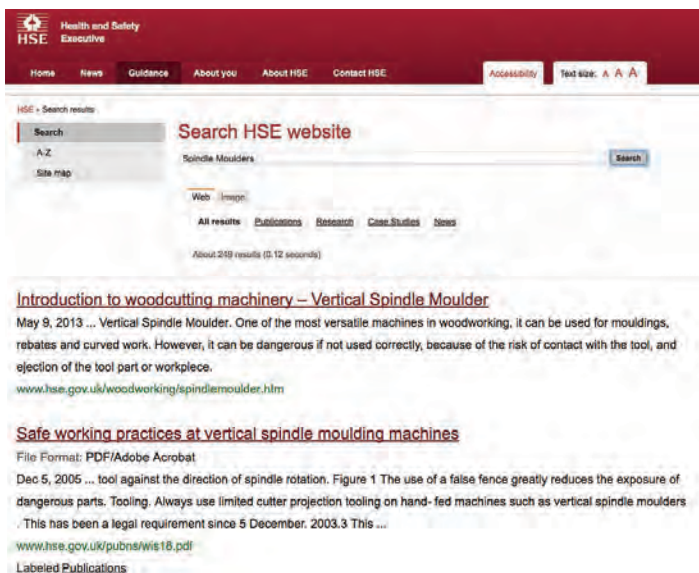 Health and Safety
HSE Executive
Home News Guidance About you About HSE Contact HSE Accessibility Text size: A A A
HSE » Search results
Search
Search HSE website
A-Z
Spindle Moulders Search
Site map
Web Image
All results Publications Research Case Studies News
About 249 results (0.12 seconds)
Introduction to woodcutting machinery – Vertical Spindle Moulder
May 9, 2013 ... Vertical Spindle Moulder. One of the most versatile machines in woodworking, it can be used for mouldings,
rebates and curved work. However, it can be dangerous if not used correctly, because of the risk of contact with the tool, and
ejection of the tool part or workplece.
www.hse.gov.uk/woodworking/spindlemoulder.htm
Safe working practices at vertical spindle moulding machines
File Format: PDF/Adobe Acrobat
Dec 5, 2005 ... tool against the direction of spindle rotation. Figure 1 The use of a false fence greatly reduces the exposure of
dangerous parts. Tooling. Always use limited cutter projection tooling on hand- fed machines such as vertical spindle moulders
. This has been a legal requirement since 5 December. 2003.3 This ...
www.hse.gov.uk/pubns/wis18.pdf
Labeled Publications